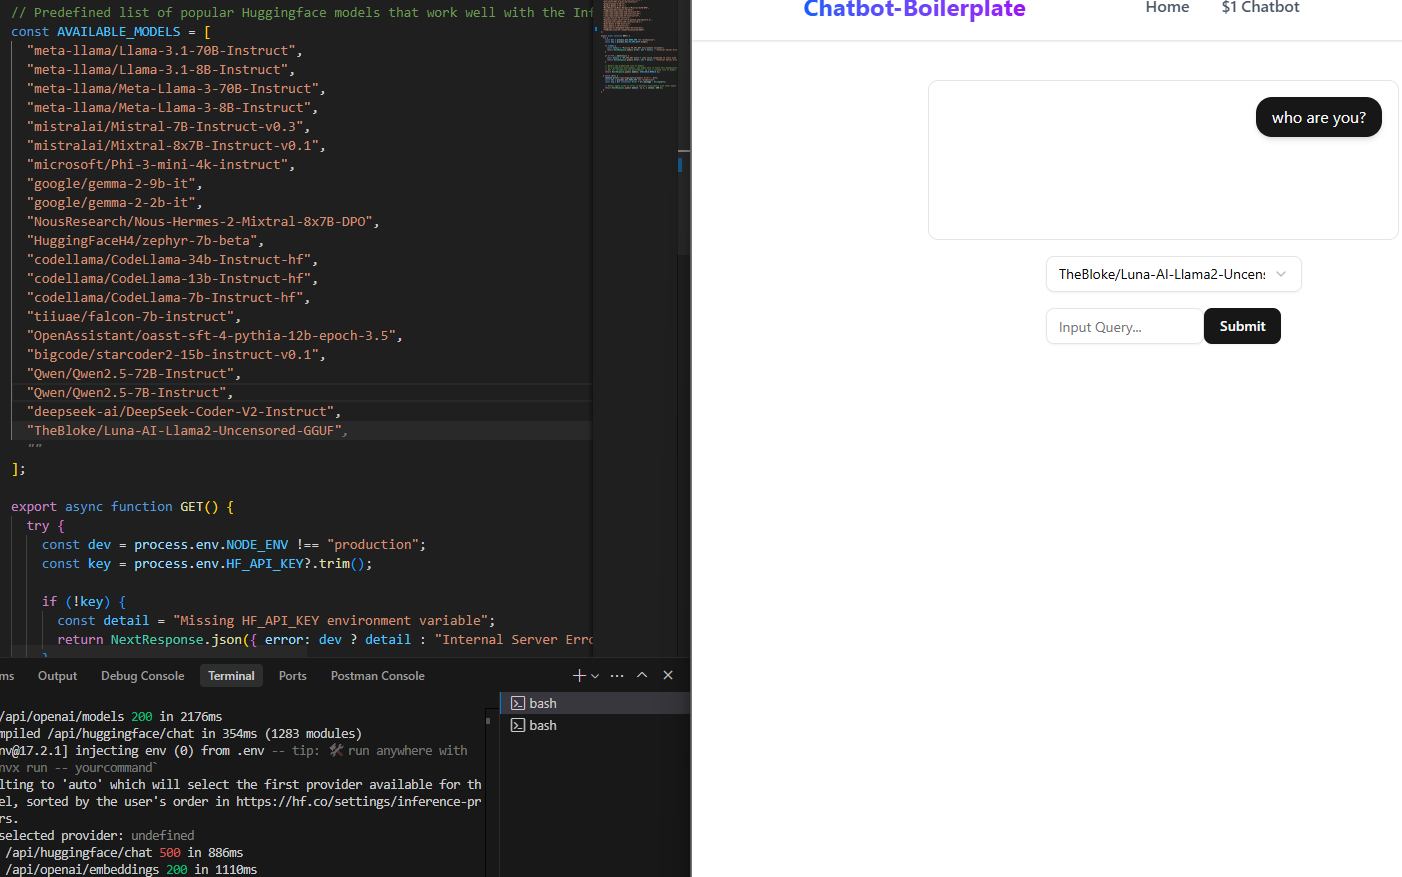 // Predefined list of popular Huggingface models that work well with the Inf
const AVAILABLE_MODELS = [
"meta-llama/Llama-3.1-70B-Instruct",
"meta-llama/Llama-3.1-8B-Instruct",
"meta-llama/Meta-Llama-3-70B-Instruct",
"meta-llama/Meta-Llama-3-8B-Instruct",
"mistralai/Mistral-7B-Instruct-v0.3",
"mistralai/Mixtral-8x7B-Instruct-v0.1",
"microsoft/Phi-3-mini-4k-instruct",
"google/gemma-2-9b-it",
"google/gemma-2-2b-it",
"NousResearch/Nous-Hermes-2-Mixtral-8x7B-DPO",
"HuggingFaceH4/zephyr-7b-beta",
"codellama/CodeLlama-34b-Instruct-hf",
"codellama/CodeLlama-13b-Instruct-hf",
"codellama/CodeLlama-7b-Instruct-hf",
"tiiuae/falcon-7b-instruct",
"OpenAssistant/oasst-sft-4-pythia-12b-epoch-3.5",
"bigcode/starcoder2-15b-instruct-v0.1",
"Qwen/Qwen2.5-72B-Instruct",
"Qwen/Qwen2.5-7B-Instruct",
"deepseek-ai/DeepSeek-Coder-V2-Instruct",
"TheBloke/Luna-AI-Llama2-Uncensored-GGUF",
""
];
export async function GET() {
try {
const dev = process.env.NODE_ENV !== "production";
const key = process.env.HF_API_KEY?.trim();
if (!key) {
const detail = "Missing HF_API_KEY environment variable";
return NextResponse.json({ error: dev ? detail : "Internal Server Erro
}
ms Output Debug Console Terminal Ports Postman Console
/api/openai/models 200 in 2176ms
mpiled /api/huggingface/chat in 354ms (1283 modules)
nv@17.2.1] injecting env (0) from .env -- tip: 🛠 run anywhere with
nvx run -- yourcommand`
lting to 'auto' which will select the first provider available for th
el, sorted by the user's order in https://hf.co/settings/inference-pr
rs.
selected provider: undefined
/api/huggingface/chat 500 in 886ms
/api/openai/embeddings 200 in 1110ms
bash
bash
Chatbot-Boilerplate
Home $1 Chatbot
who are you?
TheBloke/Luna-AI-Llama2-Uncens
Input Query...
Submit